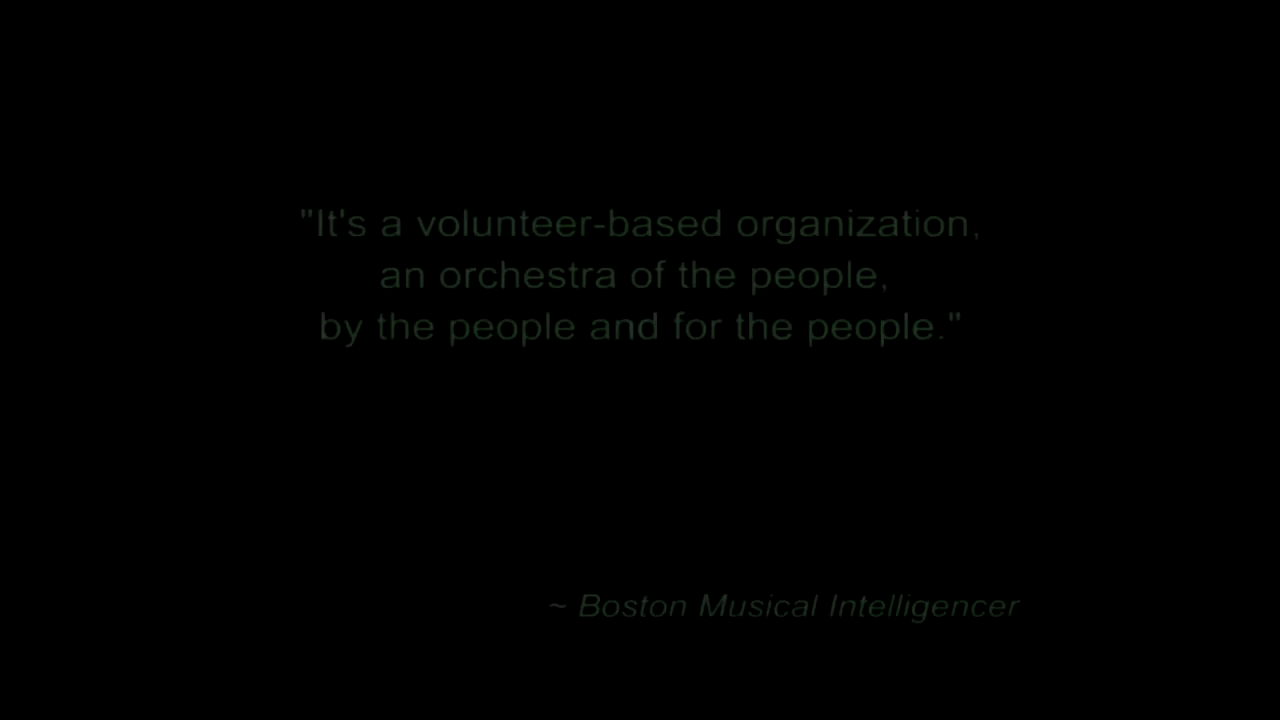 "It's a volunteer-based organization,
an orchestra of the people,
by the people and for the people."
~ Boston Musical Intelligencer